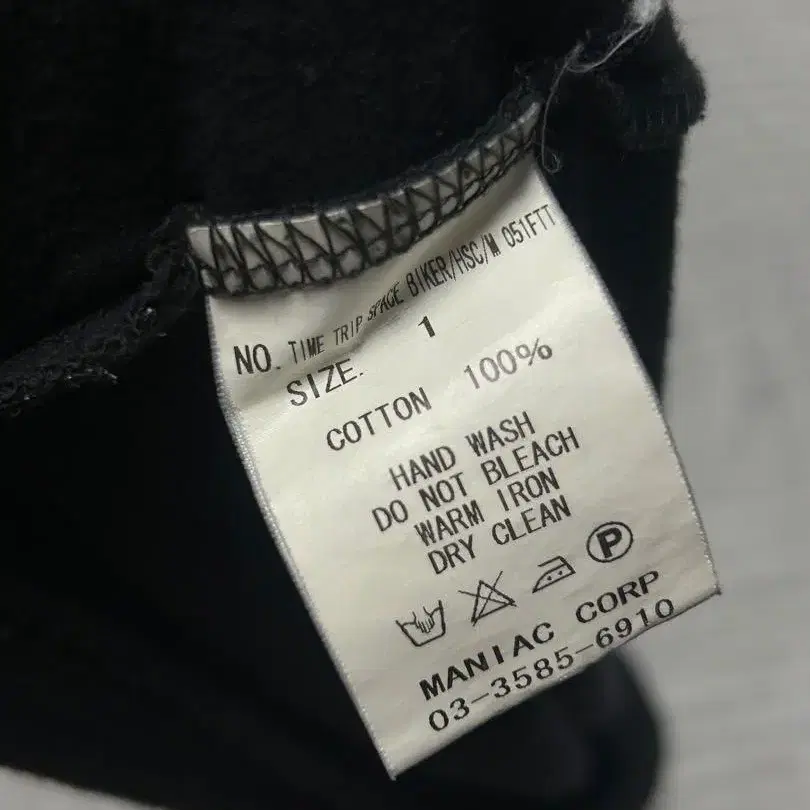 NO. TIME TRIP SPACE BIKER/HSC/M 051FTT
SIZE. 1
COTTON 100%
HAND WASH
DO NOT BLEACH
WARM IRON
DRY CLEAN
P
MANIAC CORP
03-3585-6910